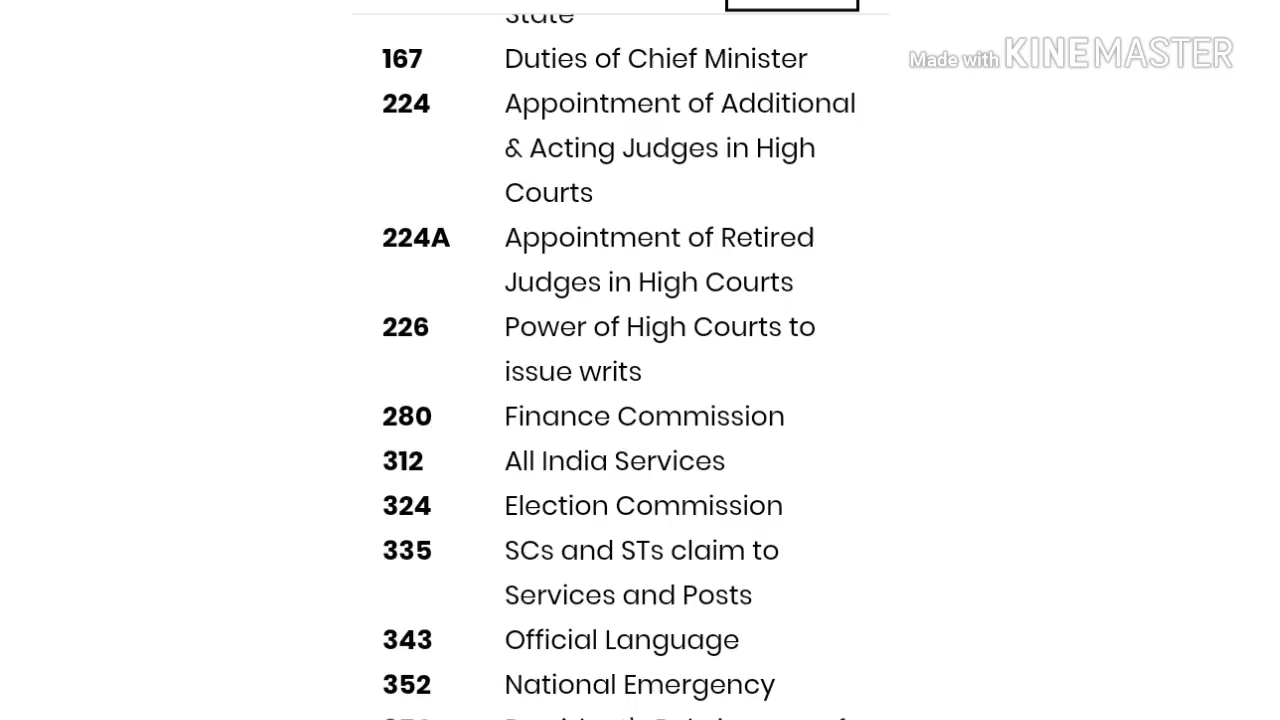 State
167 Duties of Chief Minister
Made with KINEMASTER
224 Appointment of Additional
& Acting Judges in High
Courts
224A Appointment of Retired
Judges in High Courts
226 Power of High Courts to
issue writs
280 Finance Commission
312 All India Services
324 Election Commission
335 SCs and STs claim to
Services and Posts
343 Official Language
352 National Emergency